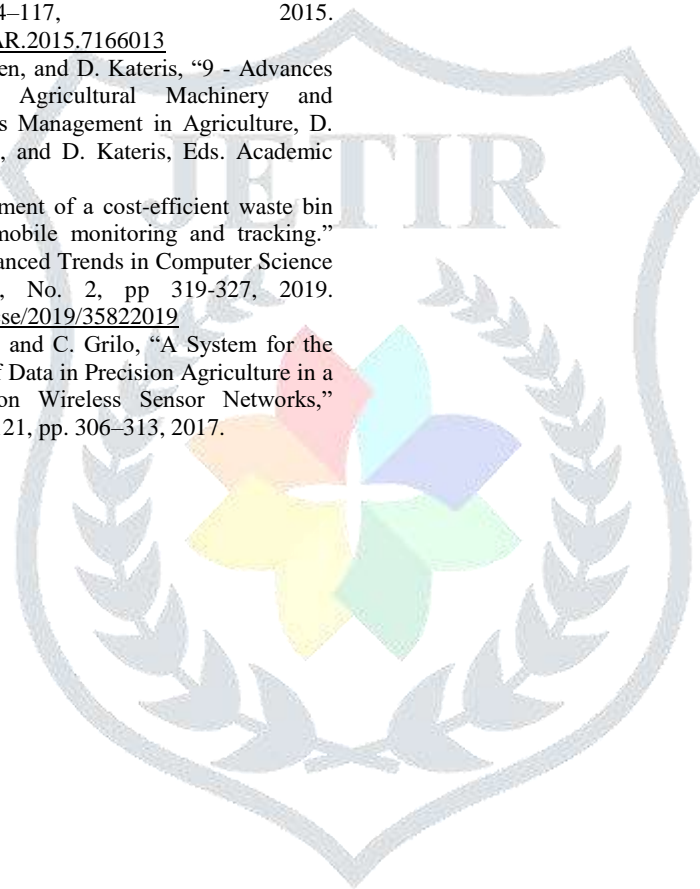 4–117, 2015.
AR.2015.7166013
en, and D. Kateris, “9 - Advances
Agricultural Machinery and
s Management in Agriculture, D.
, and D. Kateris, Eds. Academic
ment of a cost-efficient waste bin
mobile monitoring and tracking.”
anced Trends in Computer Science
, No. 2, pp 319-327, 2019.
se/2019/35822019
and C. Grilo, “A System for the
f Data in Precision Agriculture in a
on Wireless Sensor Networks,”
21, pp. 306–313, 2017.
JETIR